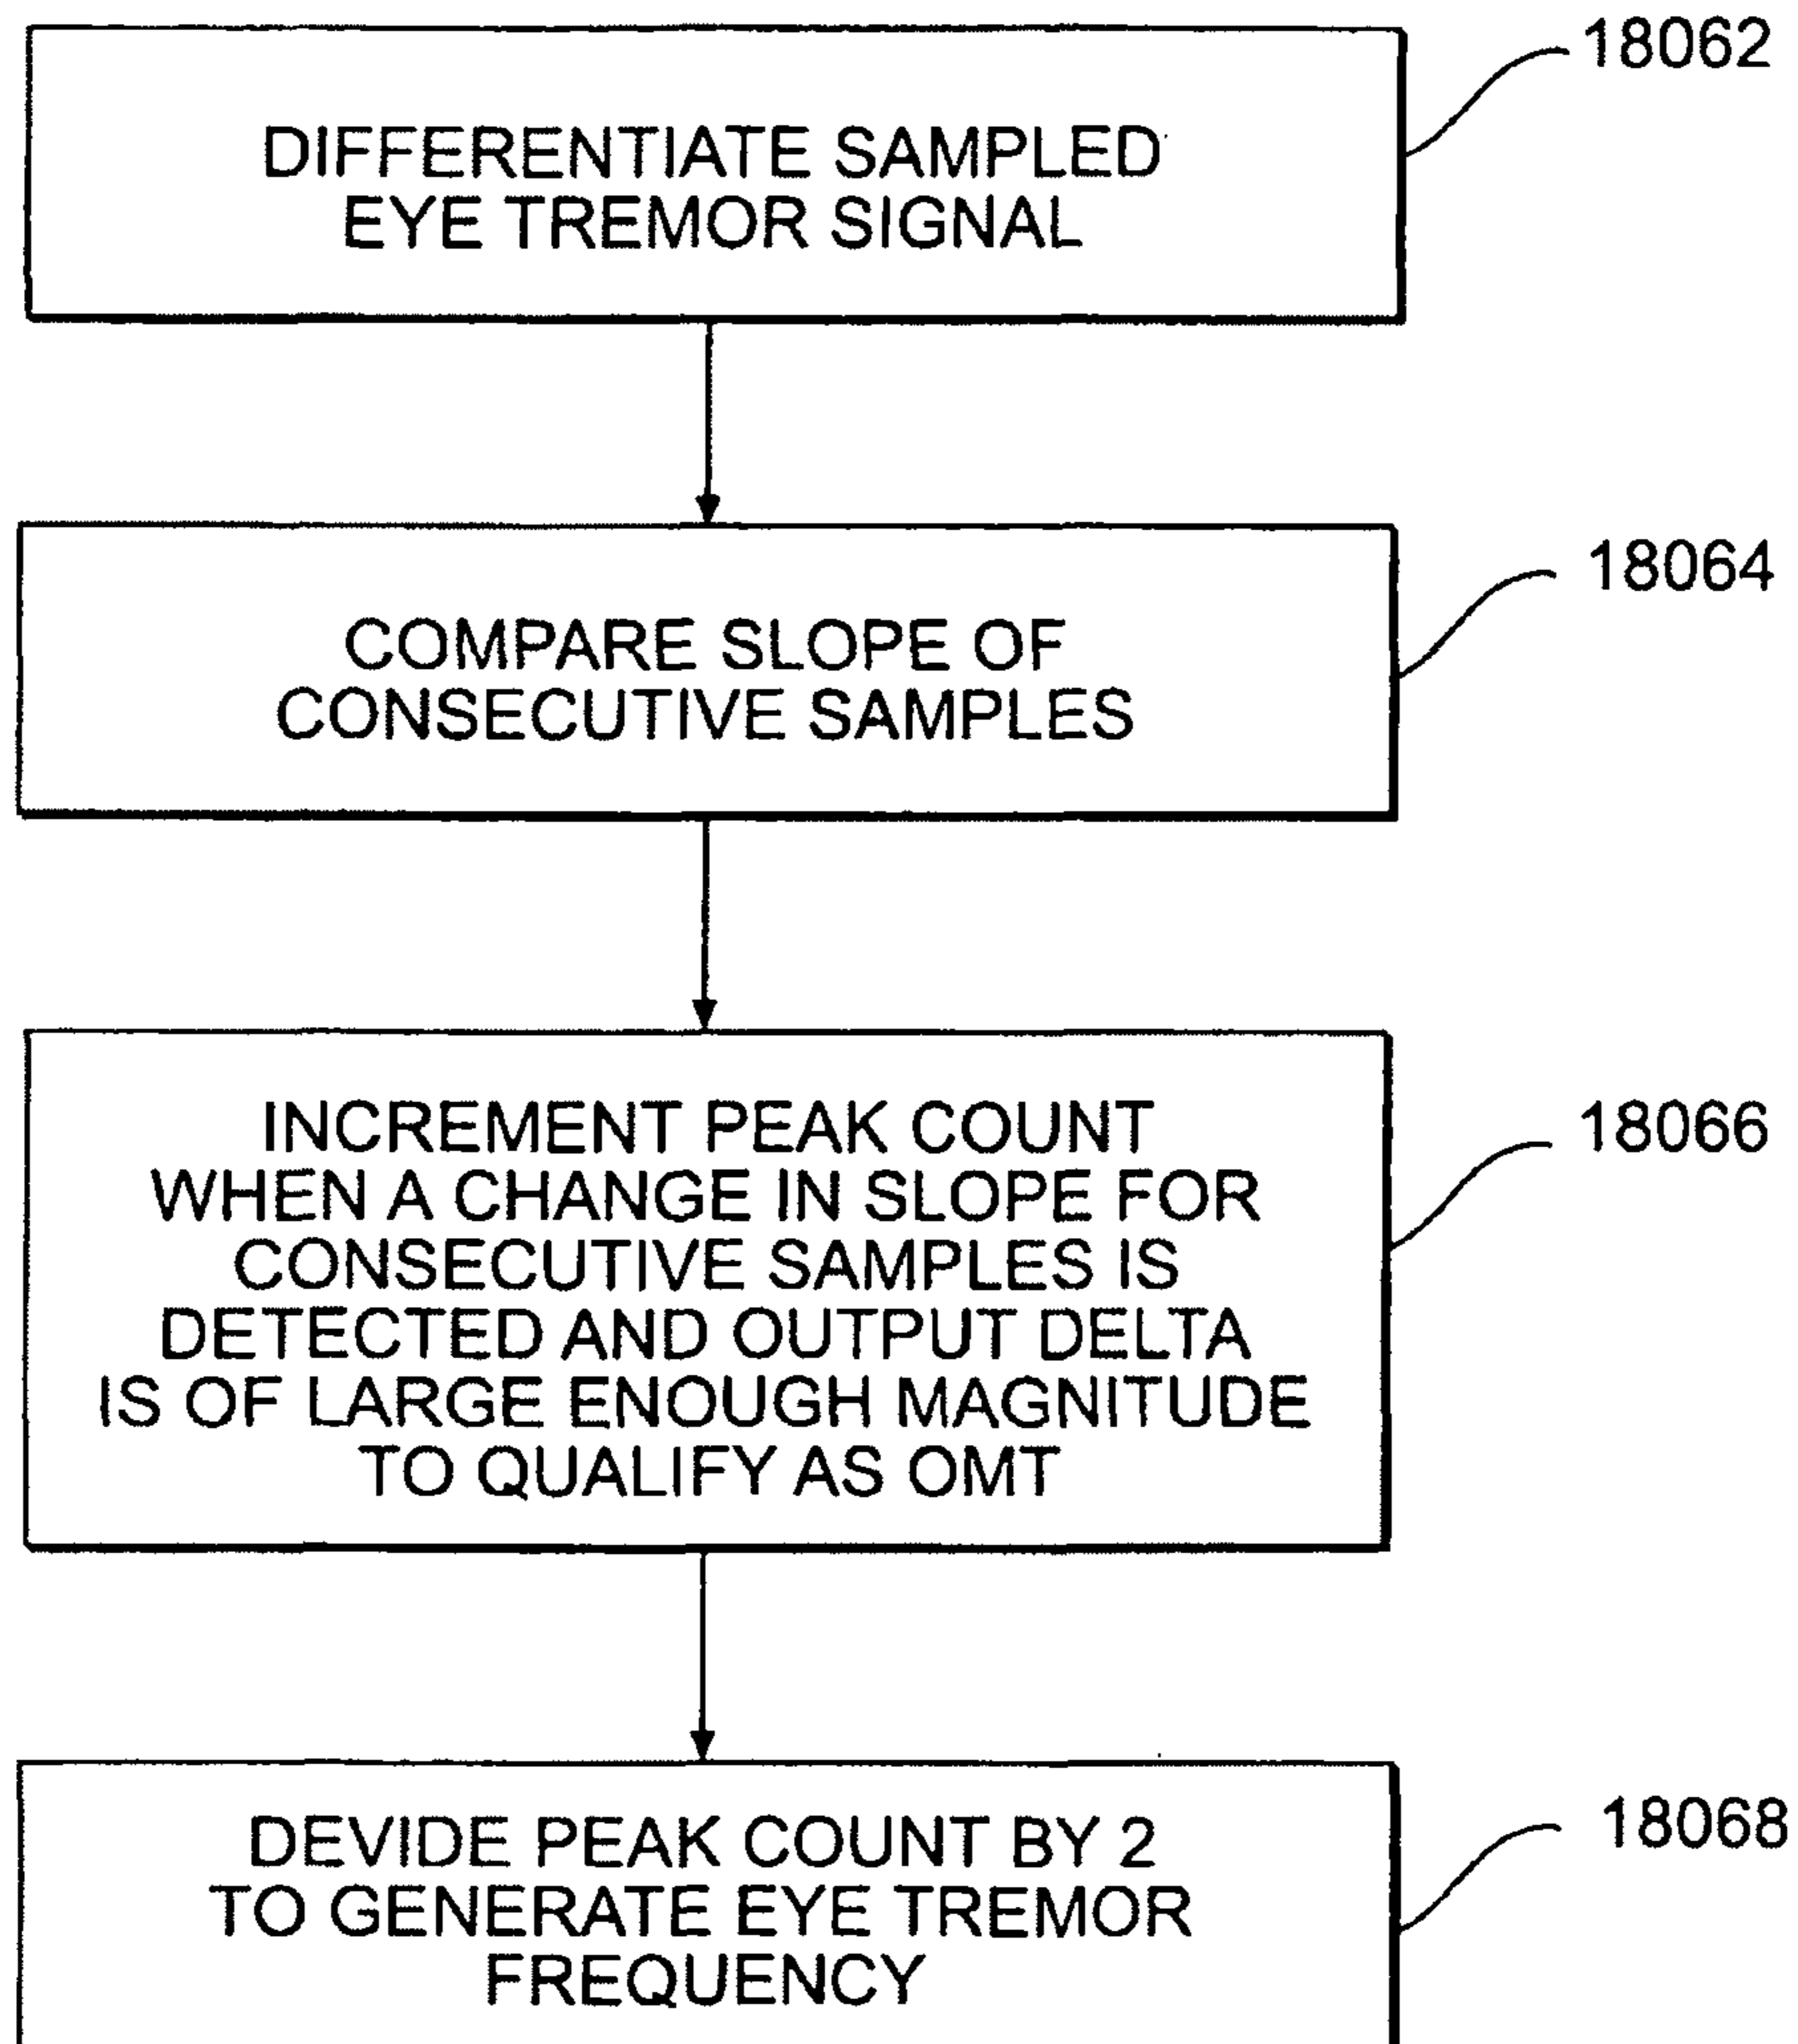 18062
DIFFERENTIATE SAMPLED
EYE TREMOR SIGNAL
18064
COMPARE SLOPE OF
CONSECUTIVE SAMPLES
18066
INCREMENT PEAK COUNT
WHEN A CHANGE IN SLOPE FOR
CONSECUTIVE SAMPLES IS
DETECTED AND OUTPUT DELTA
IS OF LARGE ENOUGH MAGNITUDE
TO QUALIFY AS OMT
18068
DEVIDE PEAK COUNT BY 2
TO GENERATE EYE TREMOR
FREQUENCY